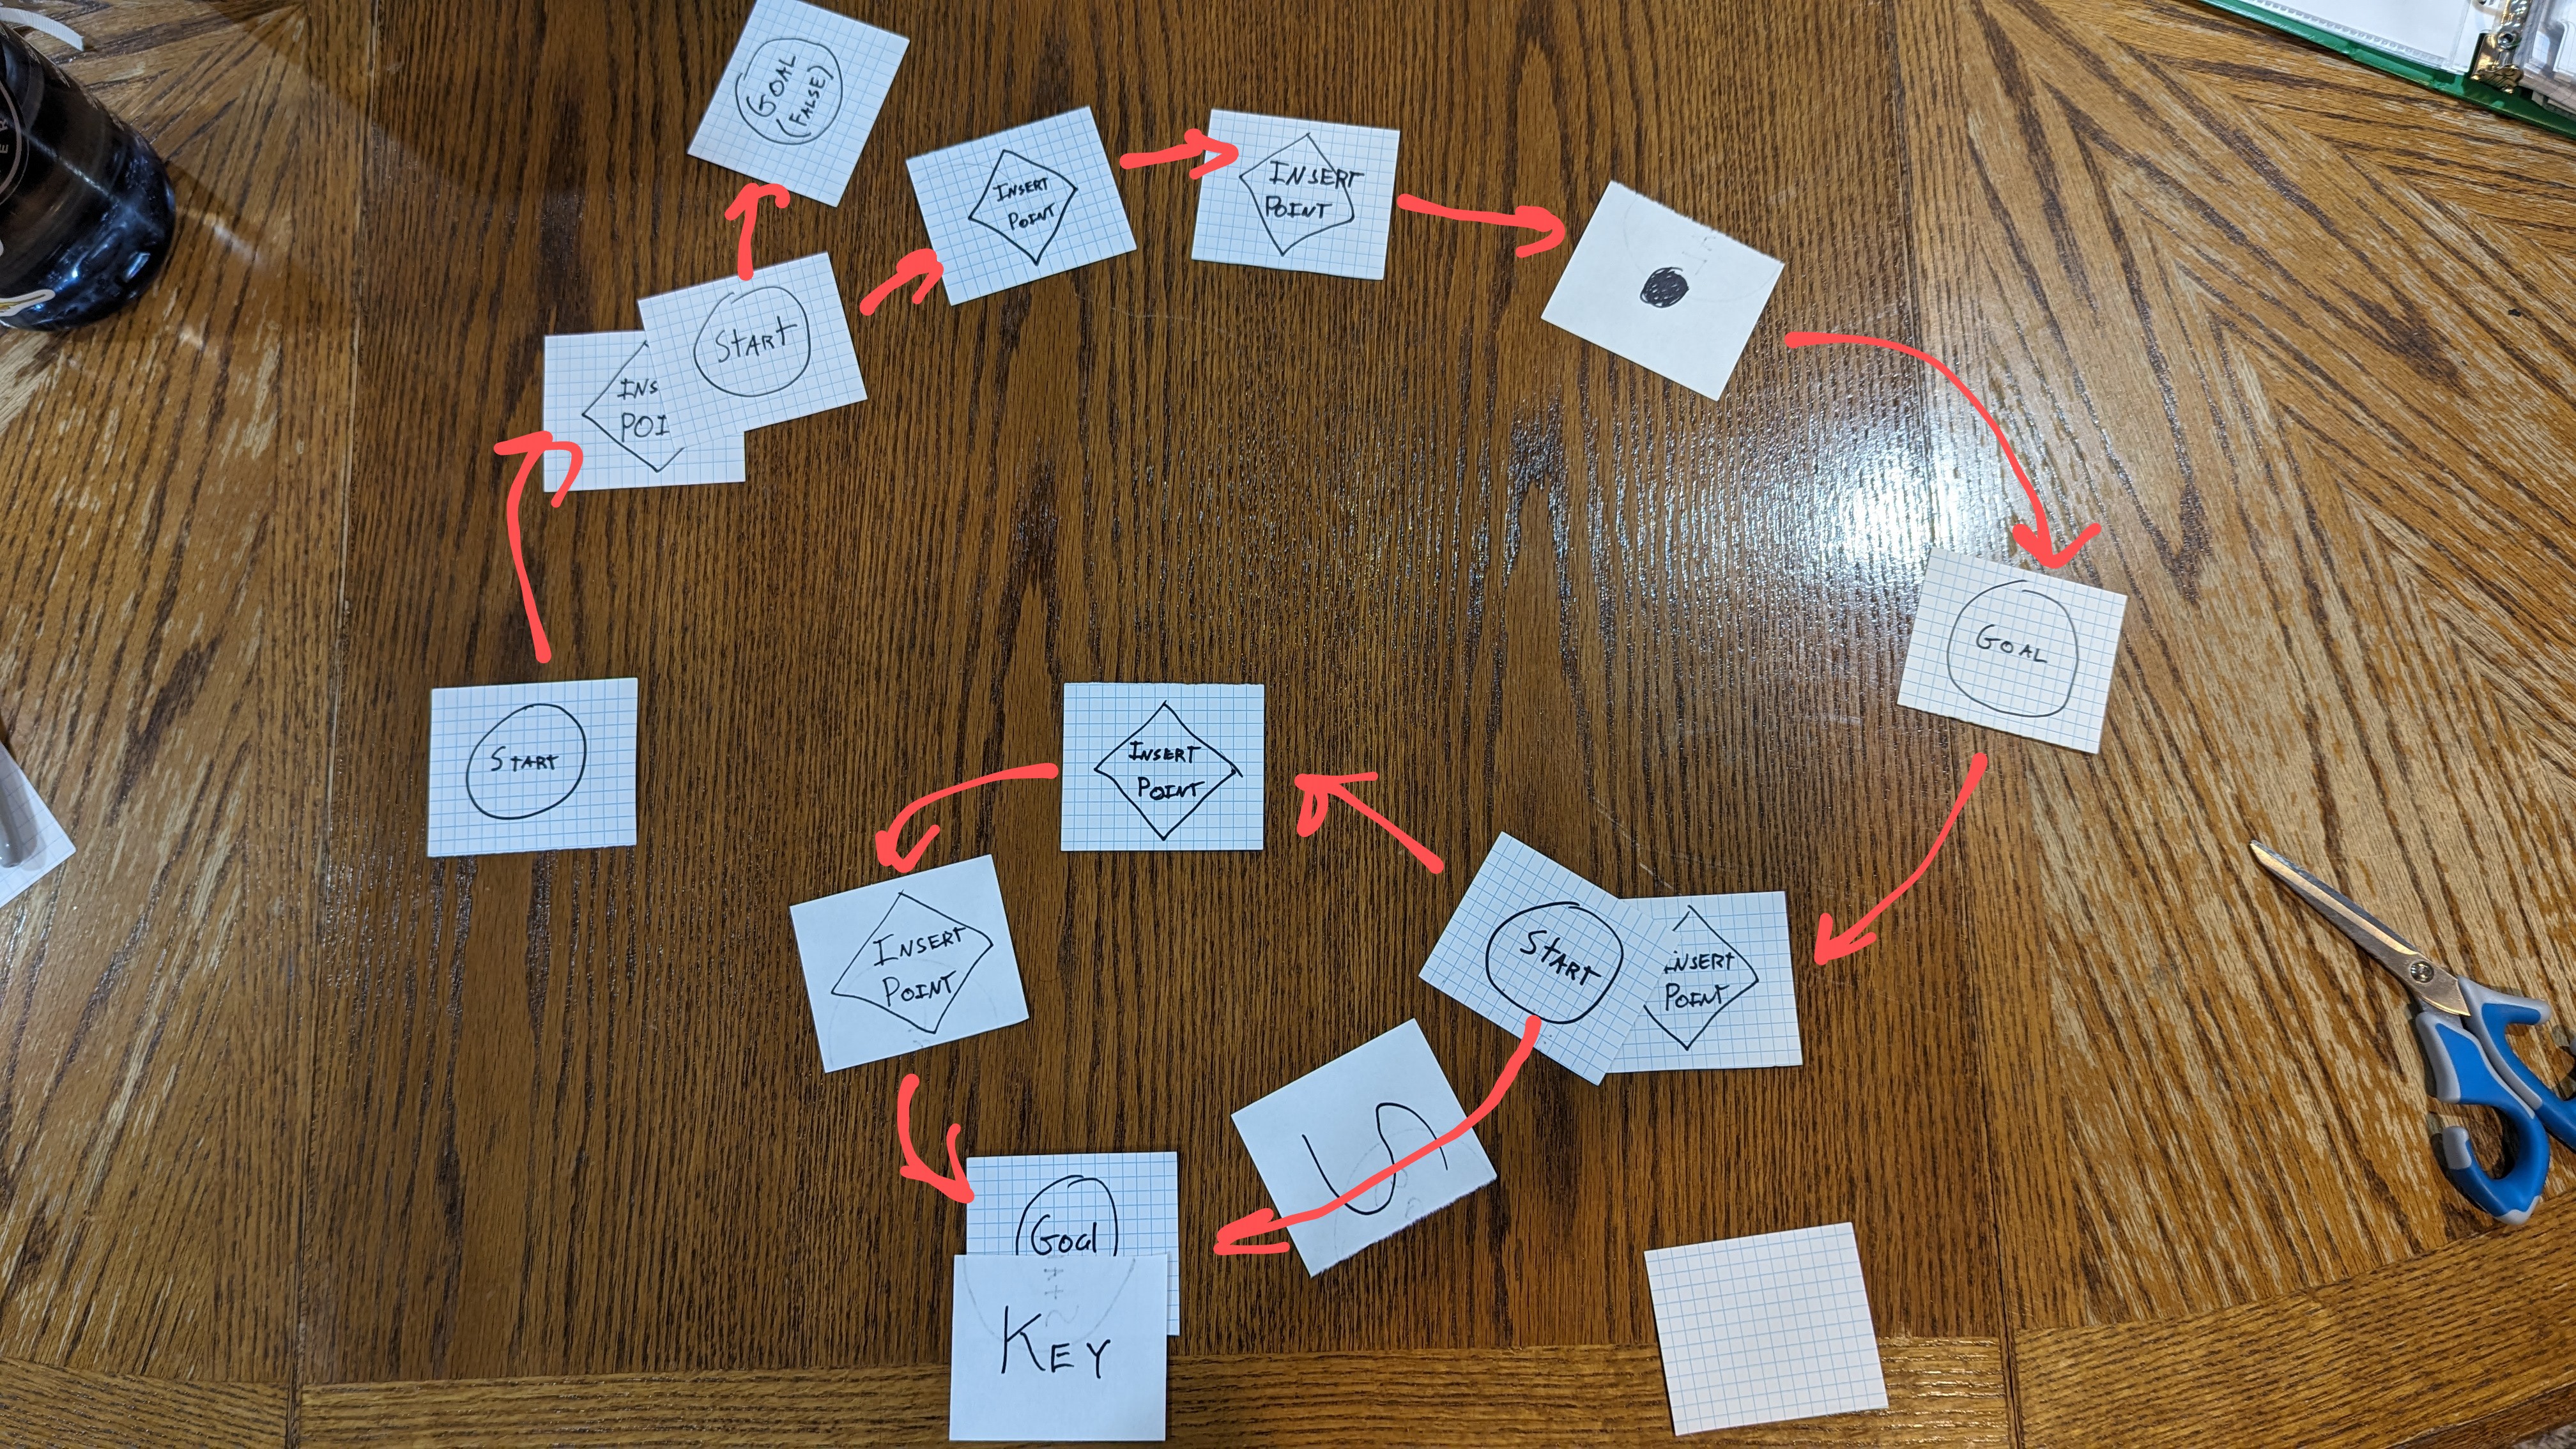 GOAL
(FALSE)
INSERT
POINT
INSERT
POINT
START
INS
POI
GOAL
START
INSERT
POINT
INSERT
POINT
START
INSERT
POINT
Goal
KEY